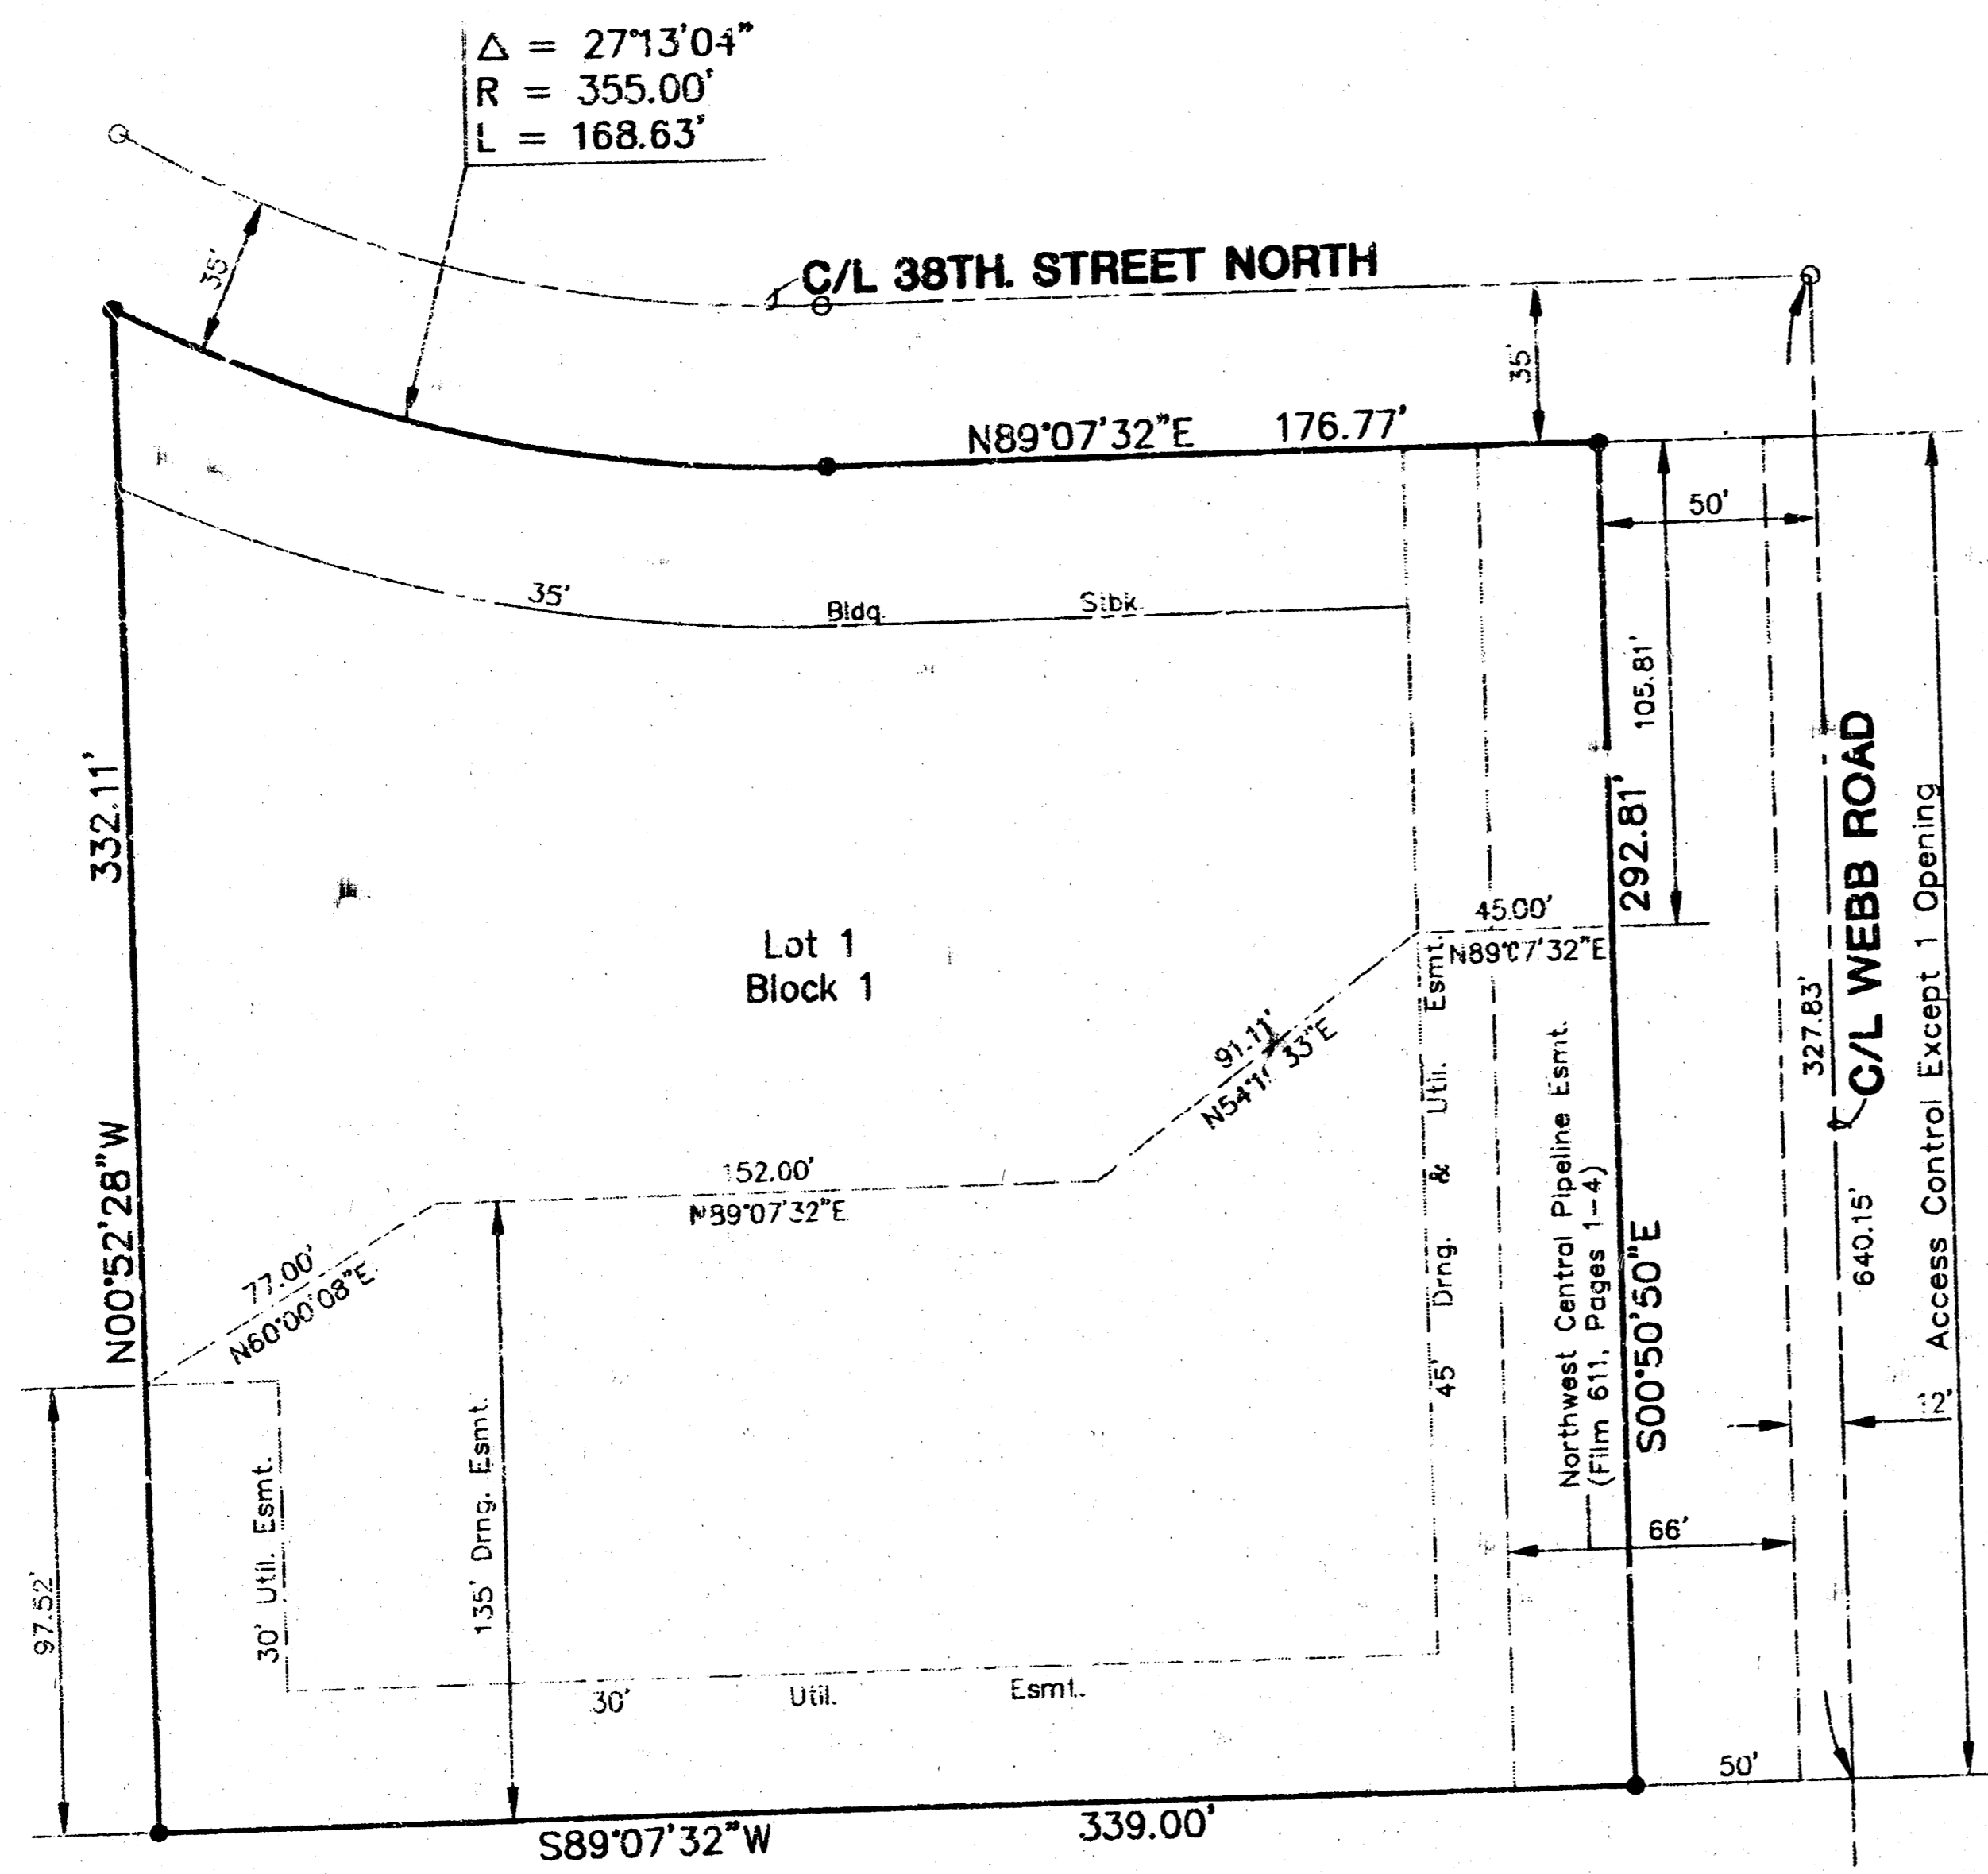 Δ = 27°13'04"
R = 355.00'
L = 168.63'
35'
C/L 38TH. STREET NORTH
35'
N89°07'32"E 176.77'
50'
35' Bldg. Stbk.
105.81'
332.11'
292.81'
C/L WEBB ROAD
Access Control Except 1 Opening
Lot 1
Block 1
45.00'
N89°07'32"E
327.83'
91.11'
33"E
152.00'
N89°07'32"E
N00°52'28"W
77.00'
N60°00'08"E
45' Drng. & Util. Esmt.
Northwest Central Pipeline Esmt.
(Film 611, Pages 1-4)
S00°50'50"E
640.15'
12'
97.52'
30' Util. Esmt.
135' Drng. Esmt.
66'
30' Util. Esmt.
50'
S89°07'32"W 339.00'